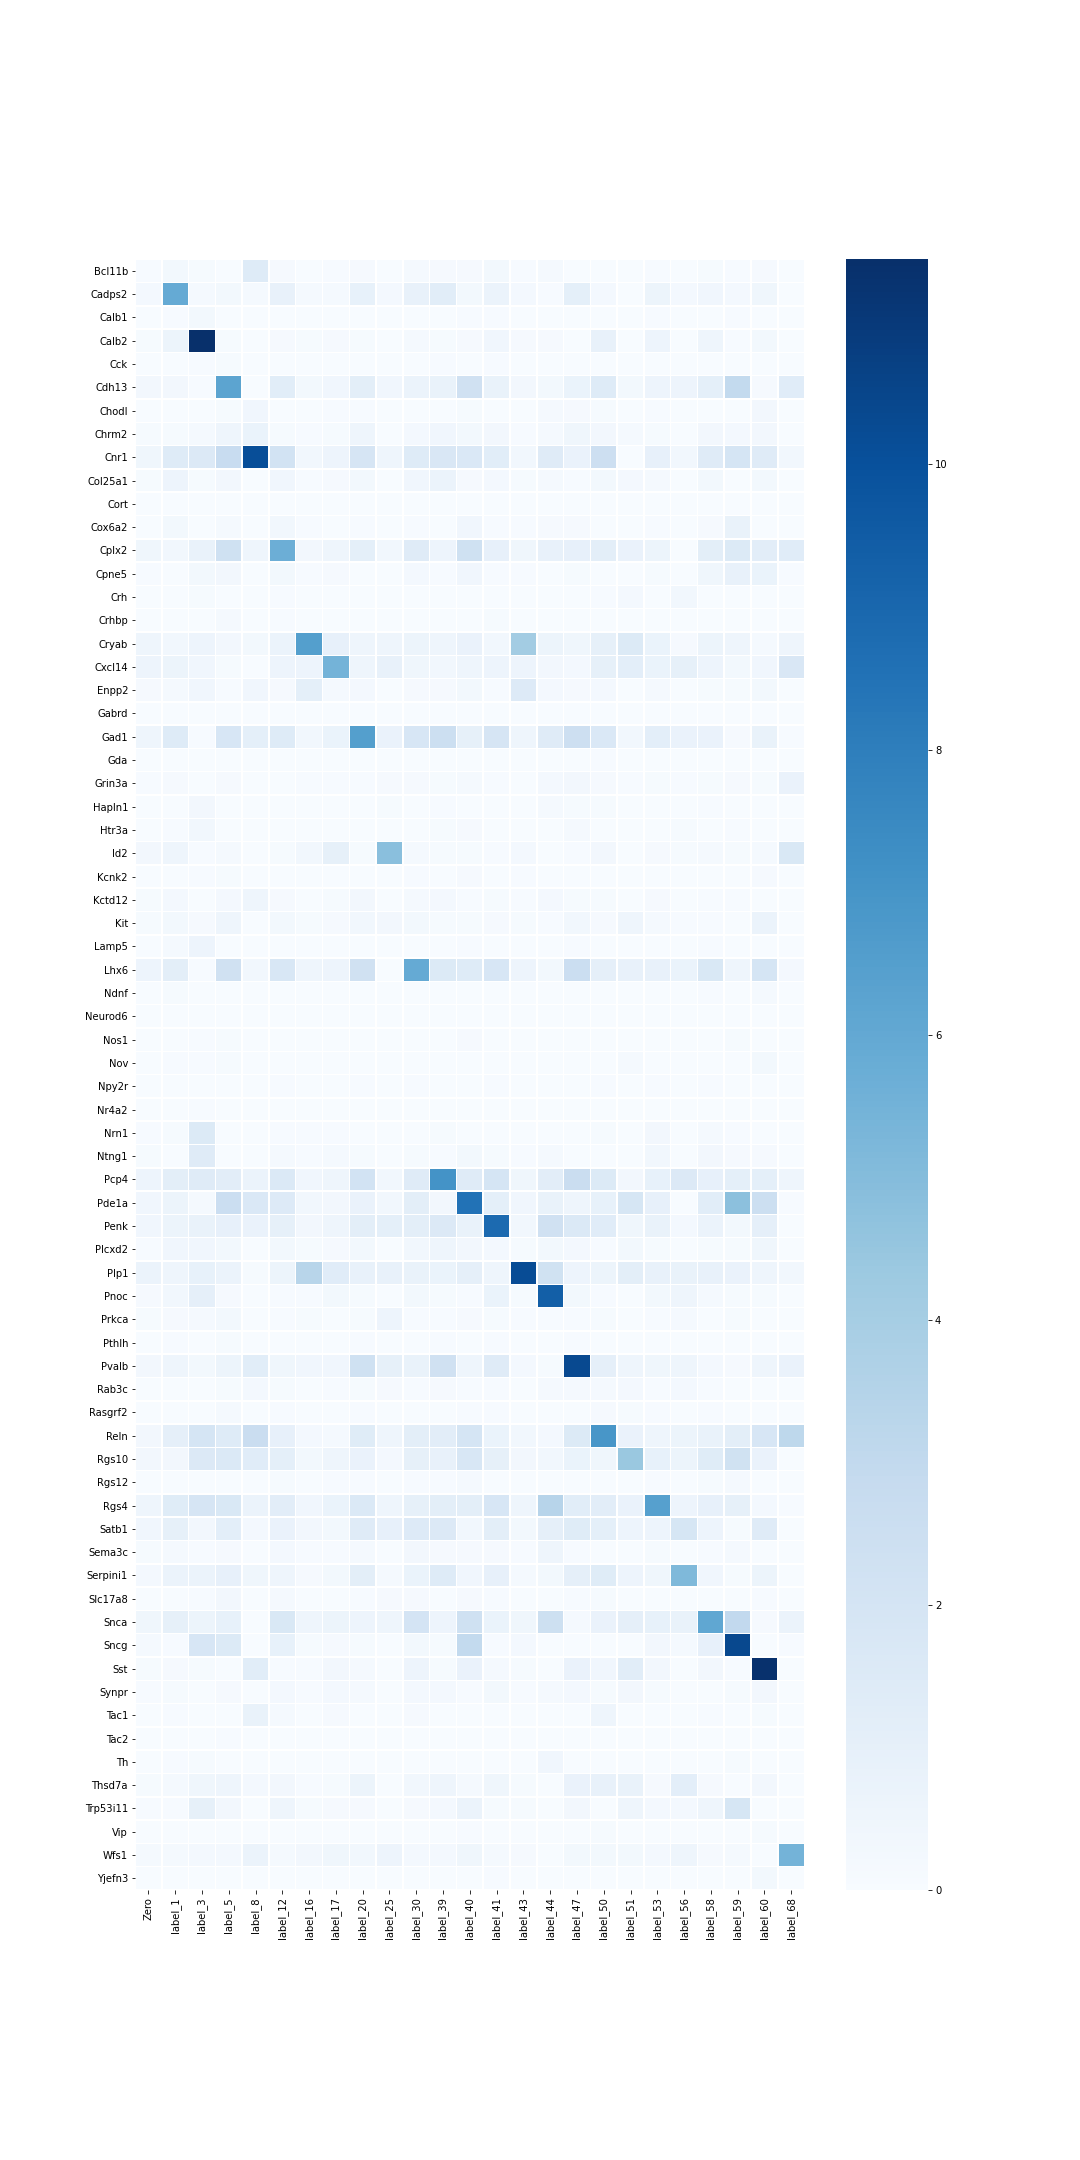 Bcl11b
Cadps2
Calb1
Calb2
Cck
Cdh13
Chodl
Chrm2
Cnr1
Col25a1
Cort
Cox6a2
Cplx2
Cpne5
Crh
Crhbp
Cryab
Cxcl14
Enpp2
Gabrd
Gad1
Gda
Grin3a
Hapln1
Htr3a
Id2
Kcnk2
Kctd12
Kit
Lamp5
Lhx6
Ndnf
Neurod6
Nos1
Nov
Npy2r
Nr4a2
Nrn1
Ntng1
Pcp4
Pde1a
Penk
Plcxd2
Plp1
Pnoc
Prkca
Pthlh
Pvalb
Rab3c
Rasgrf2
Reln
Rgs10
Rgs12
Rgs4
Satb1
Sema3c
Serpini1
Slc17a8
Snca
Sncg
Sst
Synpr
Tac1
Tac2
Th
Thsd7a
Trp53i11
Vip
Wfs1
Yjefn3
Zero
label_1
label_3
label_5
label_8
label_12
label_16
label_17
label_20
label_25
label_30
label_39
label_40
label_41
label_43
label_44
label_47
label_50
label_51
label_53
label_56
label_58
label_59
label_60
label_68
10
8
6
4
2
0